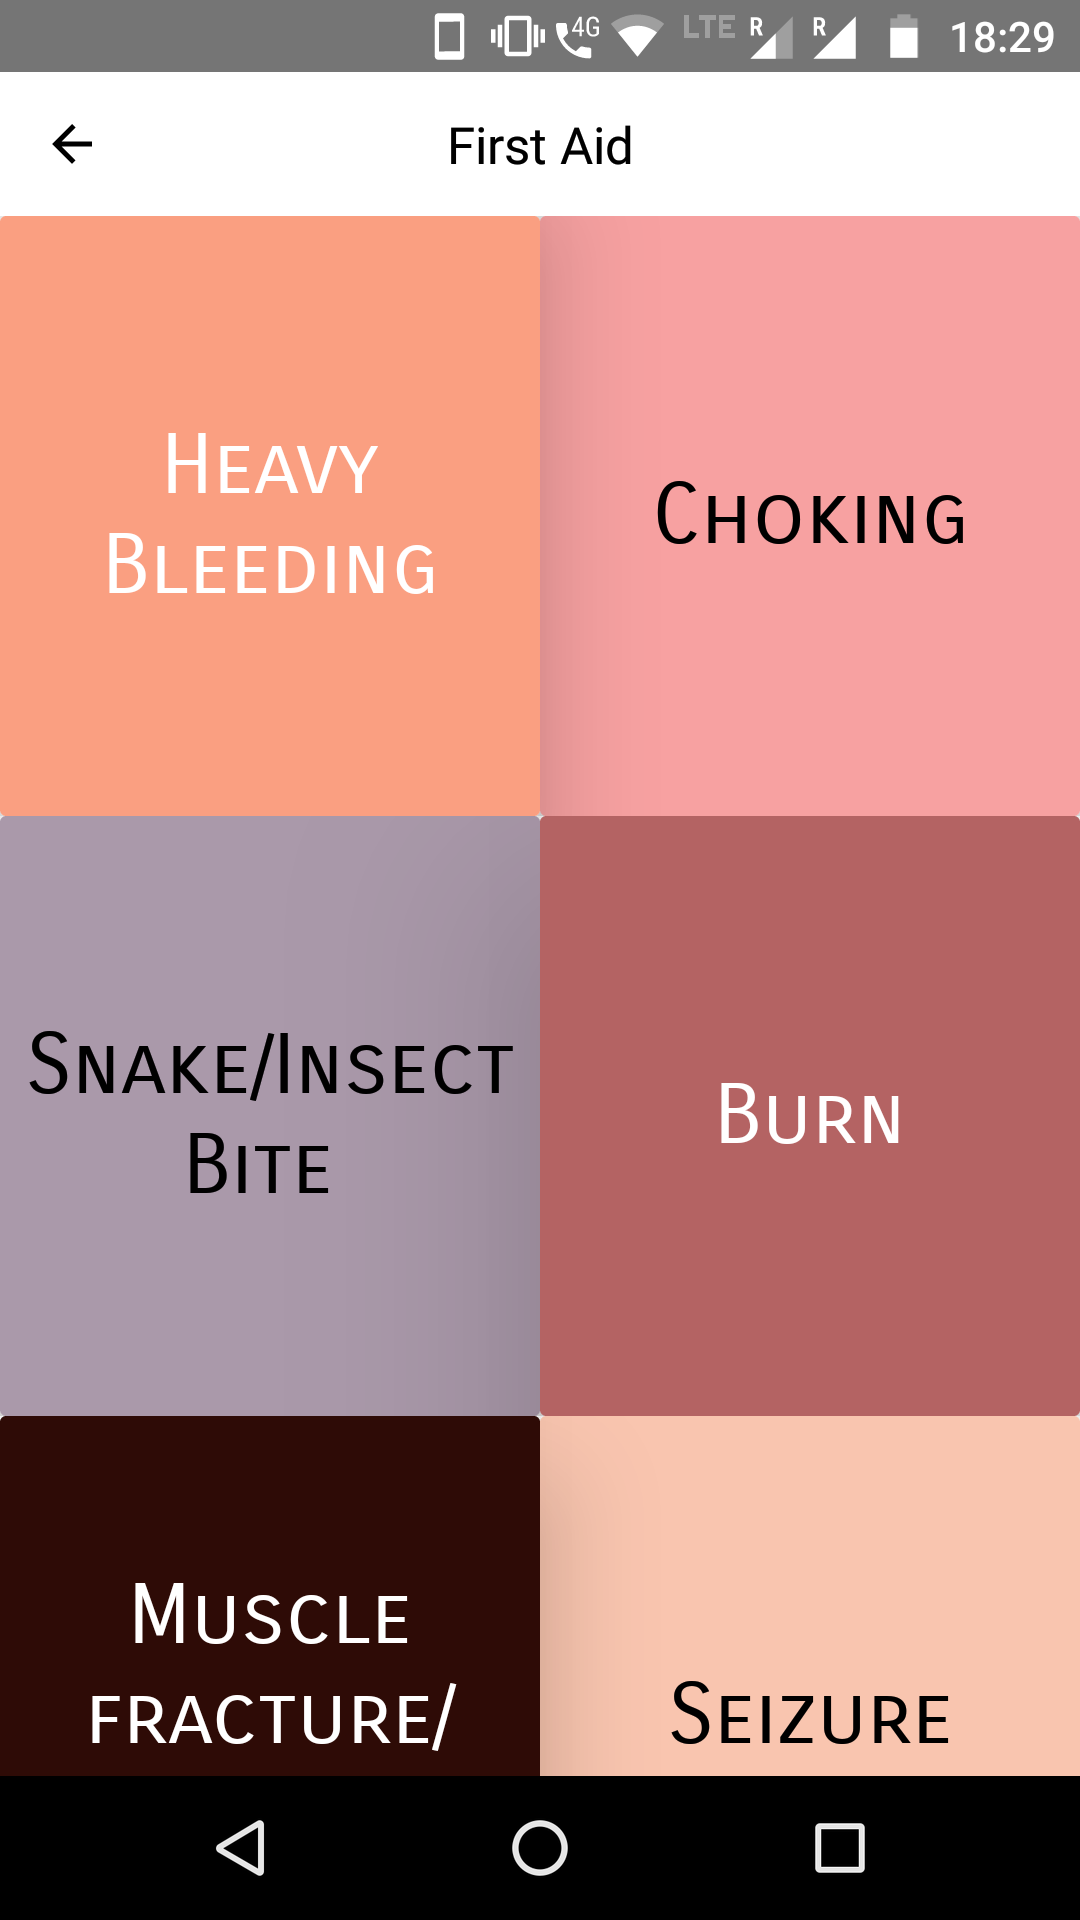 4G LTE R R 18:29
First Aid
Heavy
Bleeding
Choking
Snake/Insect
Bite
Burn
Muscle
fracture/
Seizure